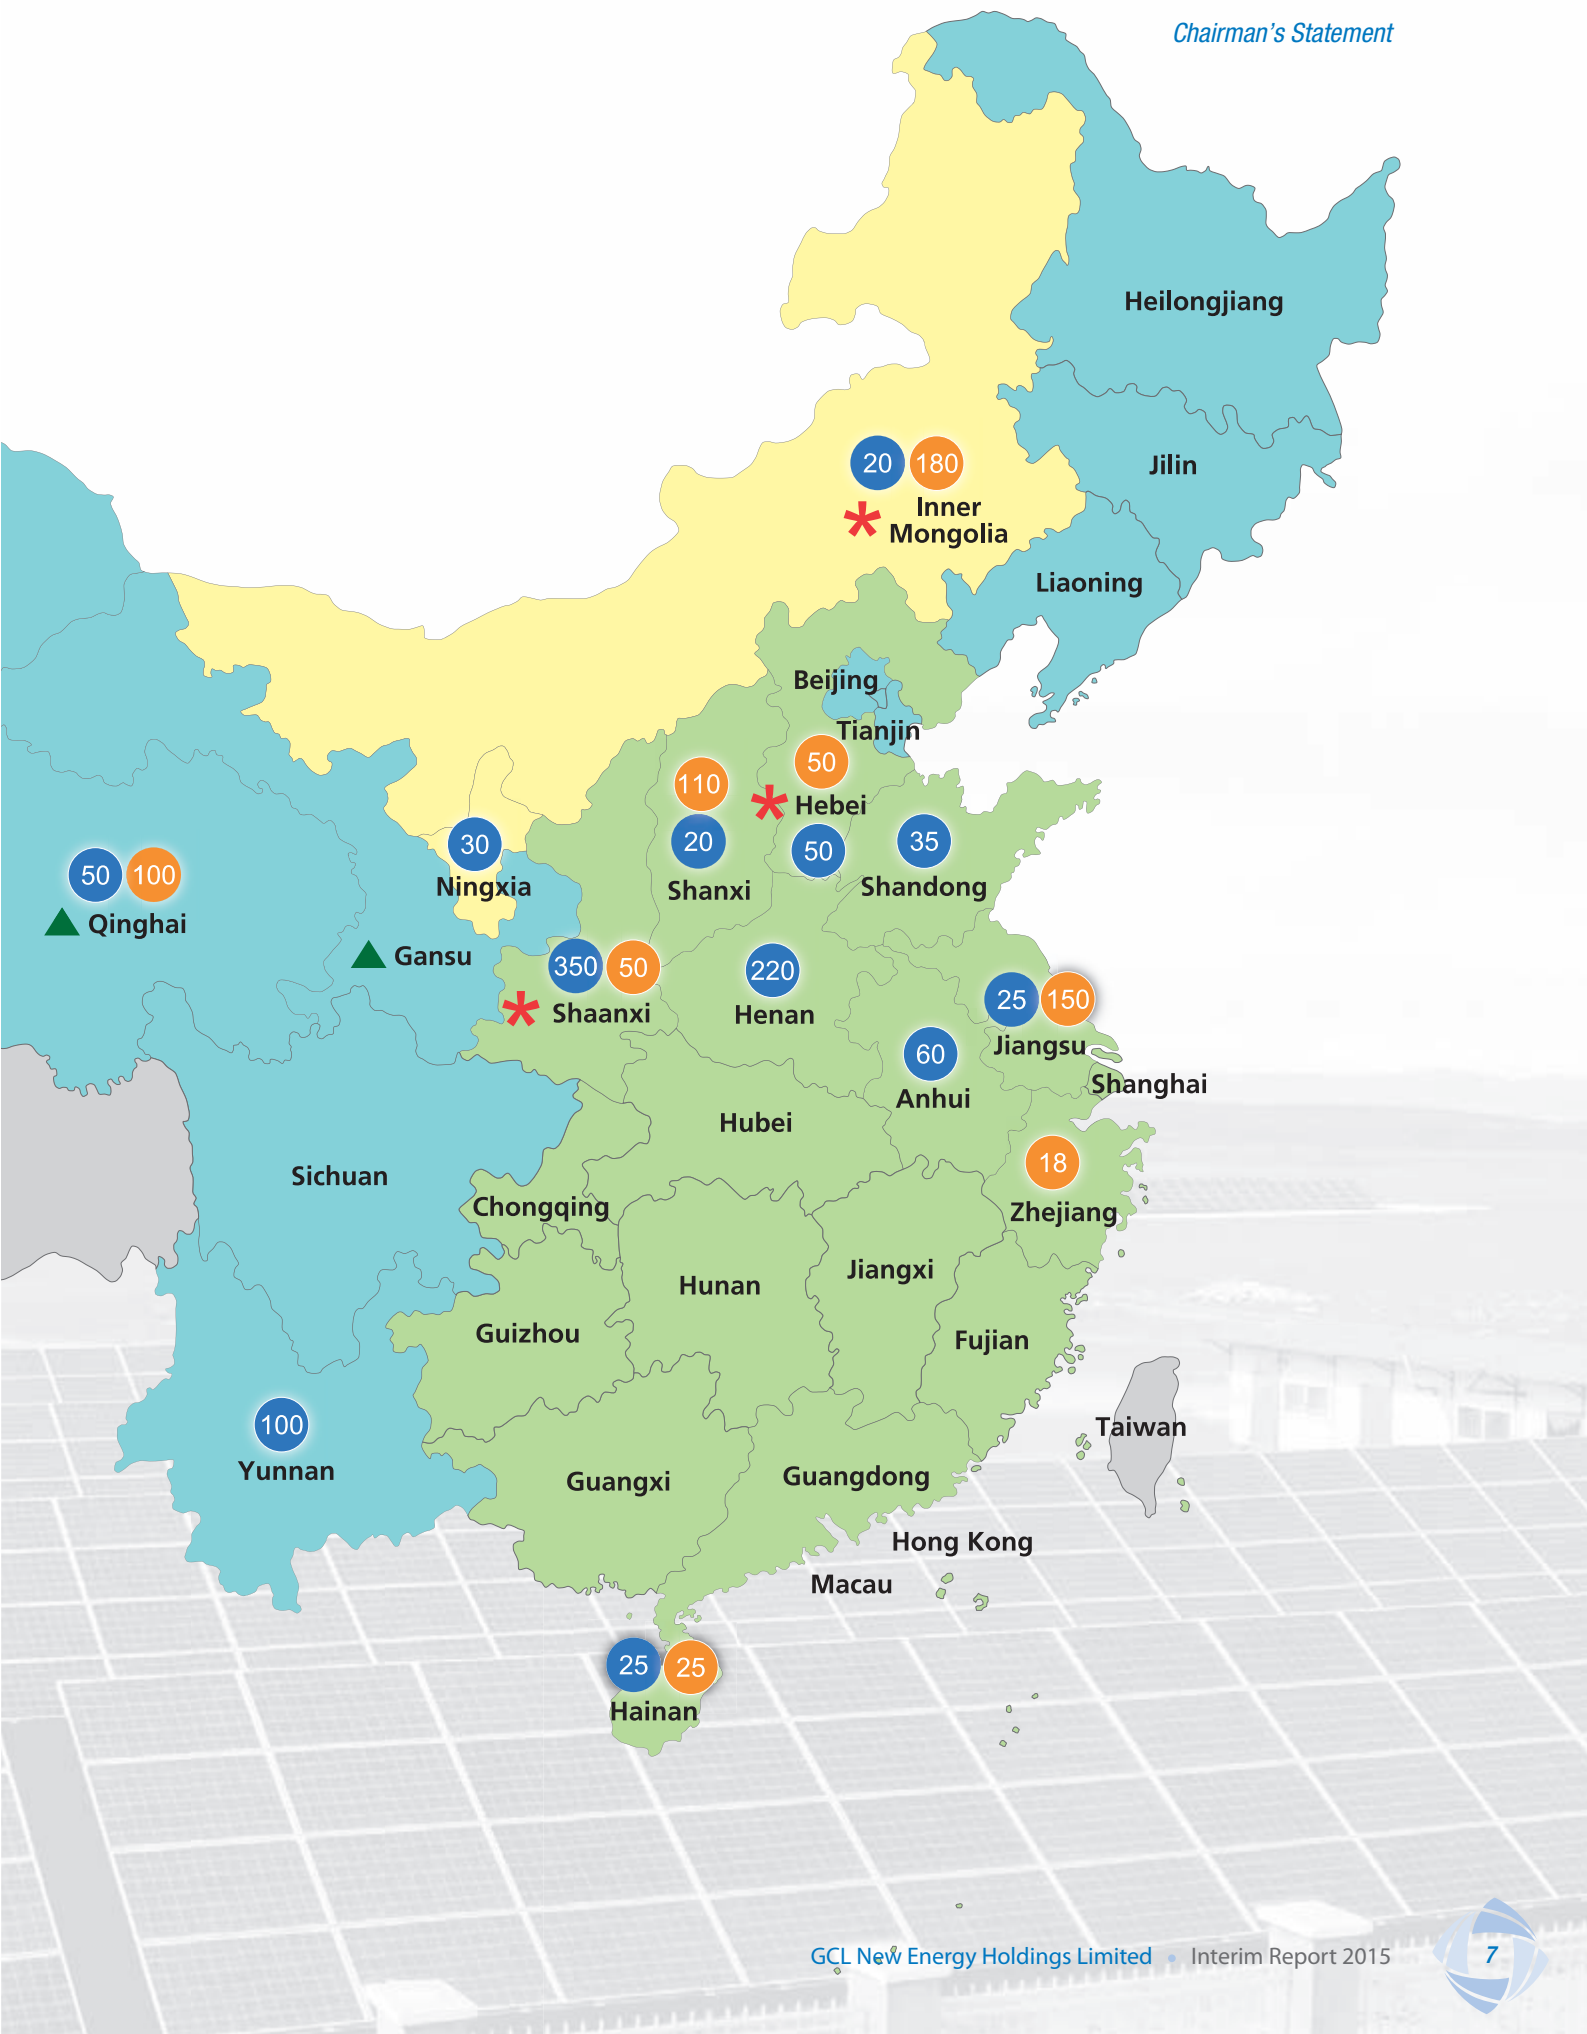 Chairman's Statement
Heilongjiang
Jilin
20 180
Inner
* Mongolia
Liaoning
Beijing
Tianjin
110
50
* Hebei
30
20
50
35
Ningxia
Shanxi
Shandong
50 100
Qinghai
Gansu
350 50
220
25 150
* Shaanxi
Henan
Jiangsu
60
Anhui
Shanghai
Hubei
Sichuan
18
Chongqing
Zhejiang
Hunan
Jiangxi
Guizhou
Fujian
100
Taiwan
Yunnan
Guangxi
Guangdong
Hong Kong
Macau
25 25
Hainan
GCL New Energy Holdings Limited • Interim Report 2015 7